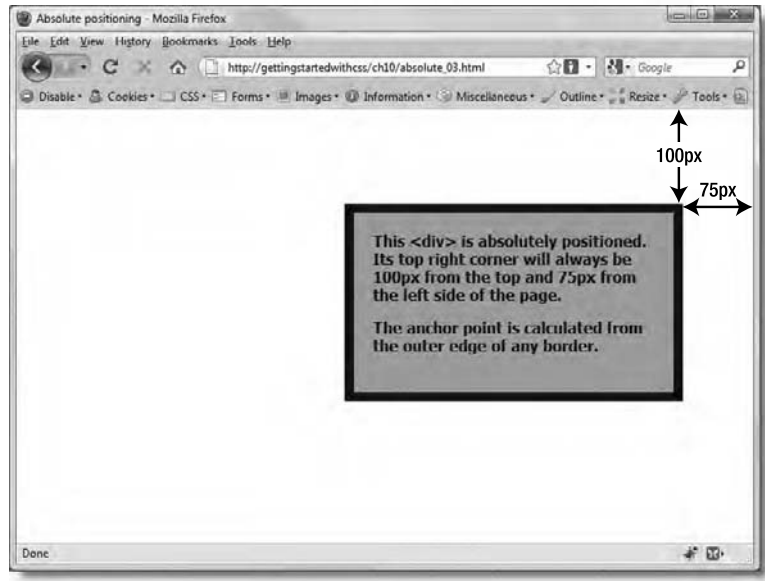 Absolute positioning - Mozilla Firefox
File Edit View History Bookmarks Tools Help
http://gettingstartedwithcss/ch10/absolute_03.html
Google
Disable Cookies CSS Forms Images Information Miscellaneous Outline Resize Tools
100px
75px
This <div> is absolutely positioned.
Its top right corner will always be
100px from the top and 75px from
the left side of the page.
The anchor point is calculated from
the outer edge of any border.
Done